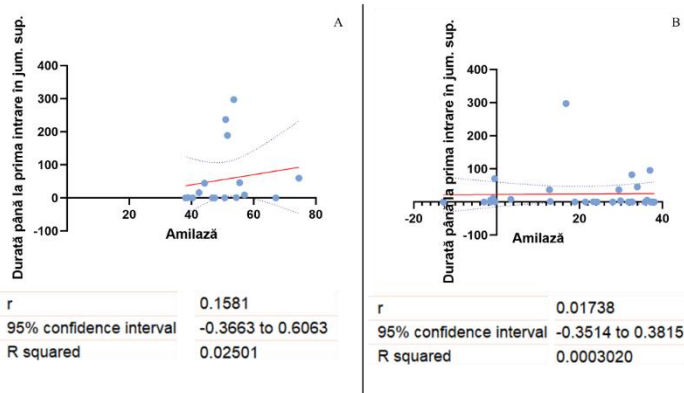 A
Durată până la prima intrare în jum. sup.
400
300
200
100
0
-100
20
40
60
80
Amilază
r 0.1581
95% confidence interval -0.3663 to 0.6063
R squared 0.02501
B
Durată până la prima intrare în jum. sup.
400
300
200
100
-100
-20
0
20
40
Amilază
r 0.01738
95% confidence interval -0.3514 to 0.3815
R squared 0.0003020